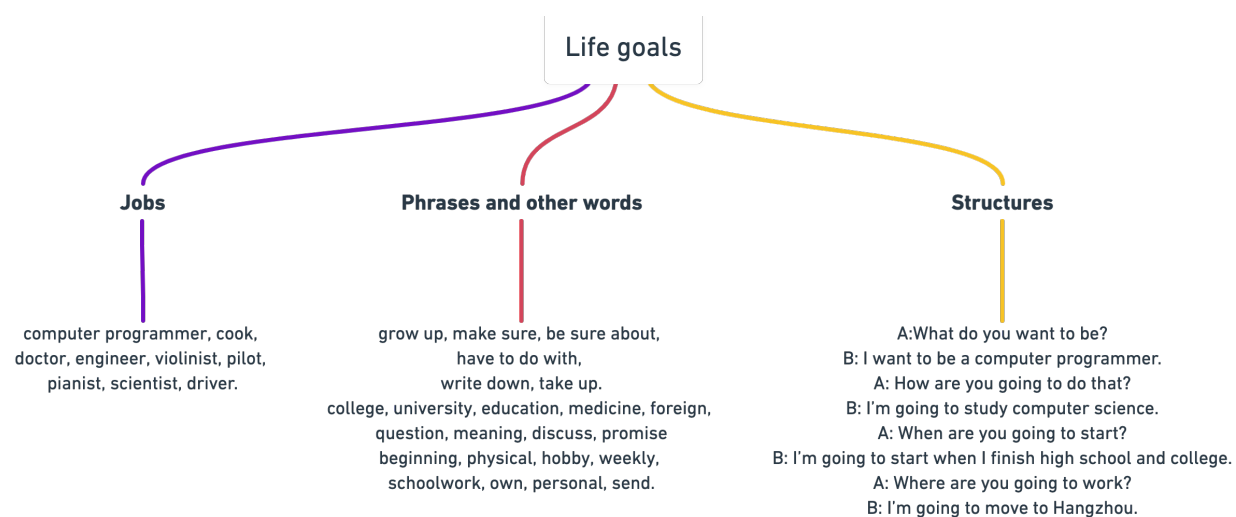 Life goals
Jobs
computer programmer, cook,
doctor, engineer, violinist, pilot,
pianist, scientist, driver.
Phrases and other words
grow up, make sure, be sure about,
have to do with,
write down, take up.
college, university, education, medicine, foreign,
question, meaning, discuss, promise
beginning, physical, hobby, weekly,
schoolwork, own, personal, send.
Structures
A:What do you want to be?
B: I want to be a computer programmer.
A: How are you going to do that?
B: I'm going to study computer science.
A: When are you going to start?
B: I'm going to start when I finish high school and college.
A: Where are you going to work?
B: I'm going to move to Hangzhou.